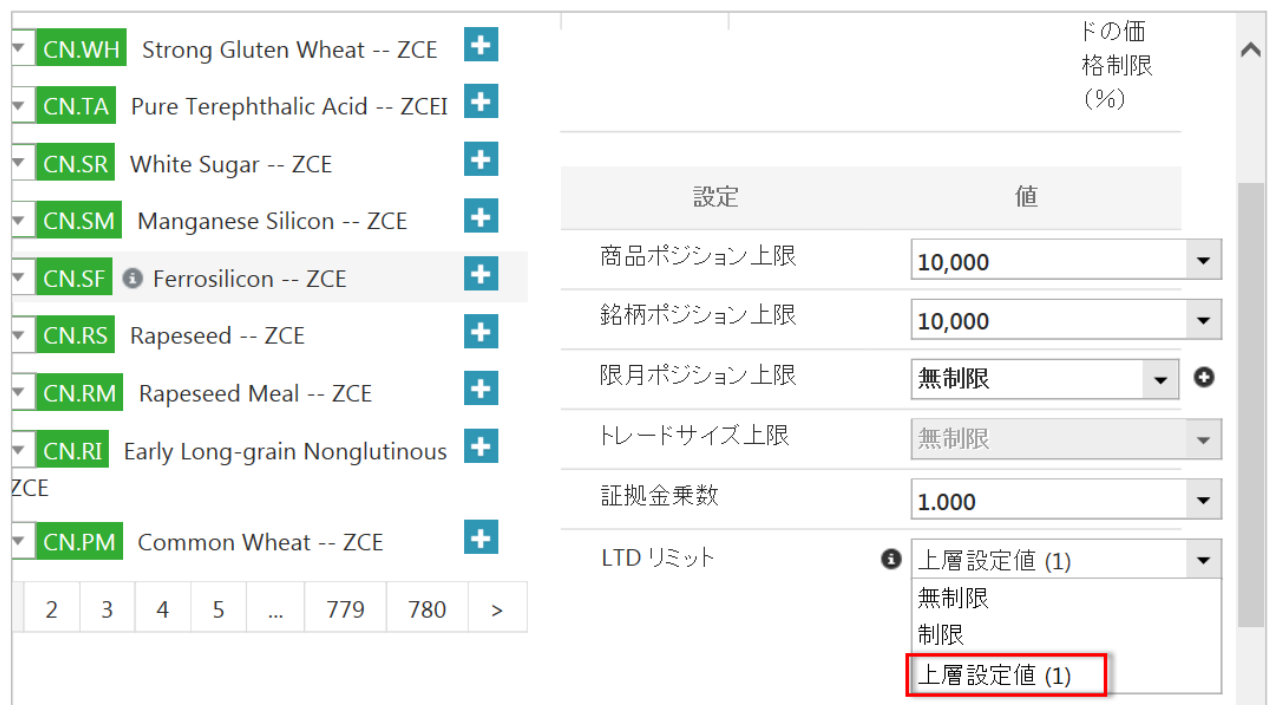 CN.WH Strong Gluten Wheat -- ZCE
CN.TA Pure Terephthalic Acid -- ZCEI
CN.SR White Sugar -- ZCE
CN.SM Manganese Silicon -- ZCE
CN.SF Ferrosilicon -- ZCE
CN.RS Rapeseed -- ZCE
CN.RM Rapeseed Meal -- ZCE
CN.RI Early Long-grain Nonglutinous
ZCE
CN.PM Common Wheat -- ZCE
2 3 4 5 ... 779 780 >
ドの価
格制限
(%)
設定 値
商品ポジション上限 10,000
銘柄ポジション上限 10,000
限月ポジション上限 無制限
トレードサイズ上限 無制限
証拠金乗数 1.000
LTD リミット 上層設定値 (1)
無制限
制限
上層設定値 (1)